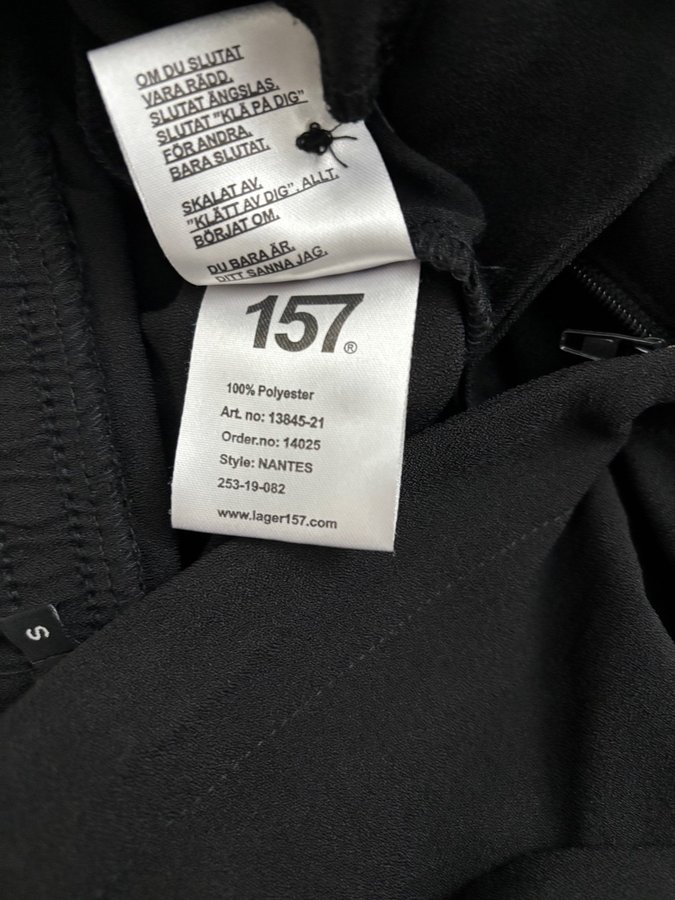 OM DU SLUTAT
VARA RÄDD.
SLUTAT ÄNGSLAS.
SLUTAT "KLÄ PÅ DIG"
FÖR ANDRA.
BARA SLUTAT.
SKALAT AV.
"KLÄTT AV DIG". ALLT.
BÖRJAT OM.
DU BARA ÄR.
DITT SANNA JAG.
157®
100% Polyester
Art. no: 13845-21
Order.no: 14025
Style: NANTES
253-19-082
www.lager157.com
S